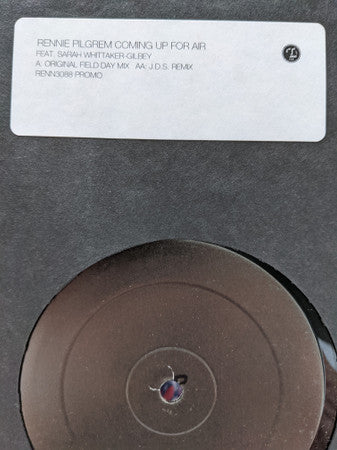 RENNIE PILGREM COMING UP FOR AIR
FEAT. SARAH WHITTAKER-GILBEY
A: ORIGINAL FIELD DAY MIX   AA: J.D.S. REMIX
RENN3088 PROMO